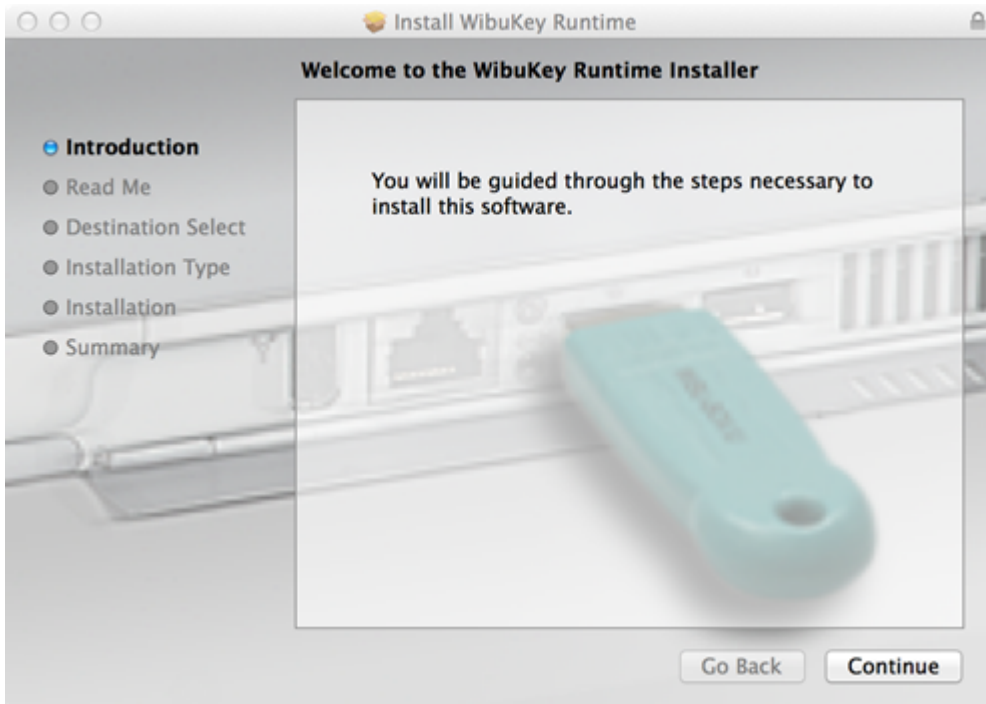 Install WibuKey Runtime
Welcome to the WibuKey Runtime Installer
Introduction
Read Me
Destination Select
Installation Type
Installation
Summary
You will be guided through the steps necessary to
install this software.
Go Back
Continue